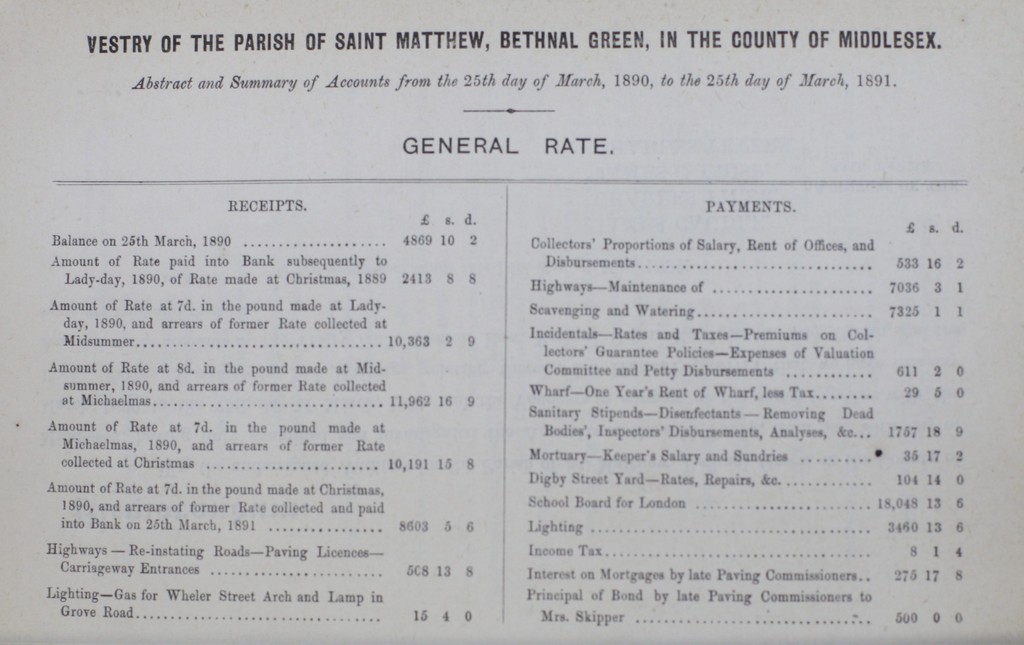 VESTRY OF THE PARISH OF SAINT MATTHEW, BETHNAL GREEN, IN THE COUNTY OF MIDDLESEX.
Abstract and Summary of Accounts from the 25th day of March, 1890, to the 25th day of March, 1891.
GENERAL RATE.
RECEIPTS.
£ s. d.
Balance on 25th March, 1890 .................... 4869 10 2
Amount of Rate paid into Bank subsequently to
Lady-day, 1890, of Rate made at Christmas, 1889 2413 8 8
Amount of Rate at 7d. in the pound made at Lady-
day, 1890, and arrears of former Rate collected at
Midsummer.................................. 10,363 2 9
Amount of Rate at 8d. in the pound made at Mid-
summer, 1890, and arrears of former Rate collected
at Michaelmas................................ 11,962 16 9
Amount of Rate at 7d. in the pound made at
Michaelmas, 1890, and arrears of former Rate
collected at Christmas ........................ 10,191 15 8
Amount of Rate at 7d. in the pound made at Christmas,
1890, and arrears of former Rate collected and paid
into Bank on 25th March, 1891 ................ 8603 5 6
Highways — Re-instating Roads—Paving Licences—
Carriageway Entrances ........................ 508 13 8
Lighting—Gas for Wheler Street Arch and Lamp in
Grove Road.................................. 15 4 0
PAYMENTS.
£ s. d.
Collectors' Proportions of Salary, Rent of Offices, and
Disbursements................................ 533 16 2
Highways—Maintenance of ...................... 7036 3 1
Scavenging and Watering........................ 7325 1 1
Incidentals—Rates and Taxes—Premiums on Col-
lectors' Guarantee Policies—Expenses of Valuation
Committee and Petty Disbursements ............ 611 2 0
Wharf—One Year's Rent of Wharf, less Tax........ 29 5 0
Sanitary Stipends—Disenfectants — Removing Dead
Bodies', Inspectors' Disbursements, Analyses, &c... 1757 18 9
Mortuary—Keeper's Salary and Sundries .......... 35 17 2
Digby Street Yard—Rates, Repairs, &c............. 104 14 0
School Board for London ........................ 18,048 13 6
Lighting ...................................... 3460 13 6
Income Tax.................................... 8 1 4
Interest on Mortgages by late Paving Commissioners.. 275 17 8
Principal of Bond by late Paving Commissioners to
Mrs. Skipper ................................ 500 0 0